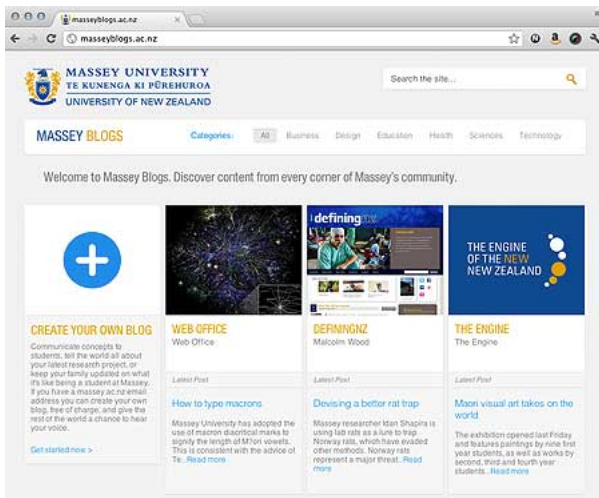 masseyblogs.ac.nz
masseyblogs.ac.nz
MASSEY UNIVERSITY
TE KUNENGA KI PŪREHUROA
UNIVERSITY OF NEW ZEALAND
Search the site...
MASSEY BLOGS
Categories: All Business Design Education Health Sciences Technology
Welcome to Massey Blogs. Discover content from every corner of Massey's community.
definingnz
THE ENGINE
OF THE NEW
NEW ZEALAND
CREATE YOUR OWN BLOG
Communicate concepts to
students, tell the world all about
your latest research project, or
keep your family updated on what
it's like being a student at Massey.
If you have a massey.ac.nz email
address you can create your own
blog, free of charge, and give the
rest of the world a chance to hear
your voice.
Get started now >
WEB OFFICE
Web Office
Latest Post
How to type macrons
Massey University has adopted the
use of macron diacritical marks to
signify the length of M?ori vowels.
This is consistent with the advice of
Te...Read more
DEFININGNZ
Malcolm Wood
Latest Post
Devising a better rat trap
Massey researcher Idan Shapira is
using lab rats as a lure to trap
Norway rats, which have evaded
other methods. Norway rats
represent a major threat...Read
more
THE ENGINE
The Engine
Latest Post
Maori visual art takes on the
world
The exhibition opened last Friday
and features paintings by nine first
year students, as well as works by
second, third and fourth year
students...Read more